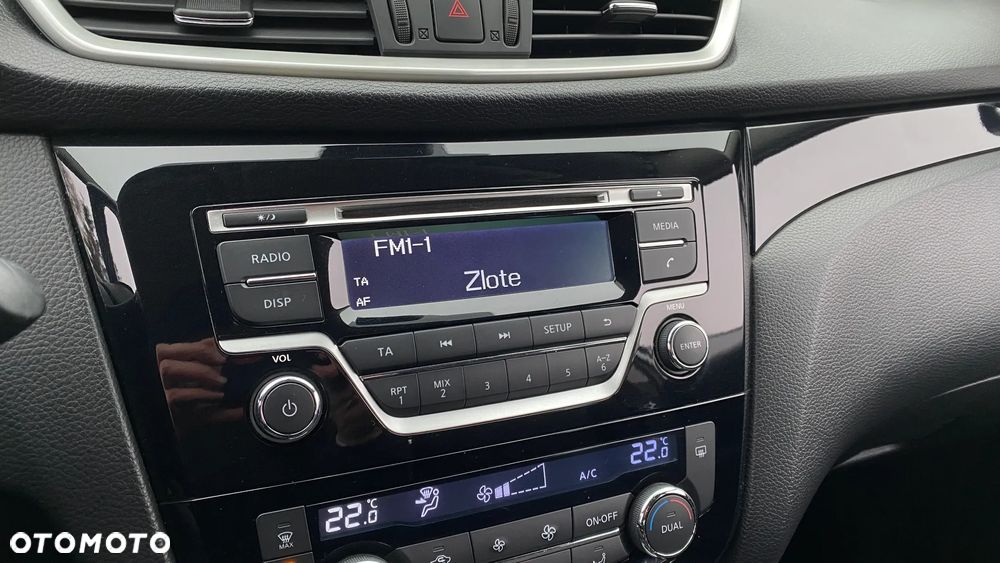 RADIO
DISP
FM1-1
TA
Zlote
AF
MEDIA
MENU
ENTER
VOL
TA
SETUP
RPT 1
MIX 2
3
4
5
A-Z 6
22.0 °C
A/C
22.0 °C
MAX
ON·OFF
DUAL
OTOMOTO